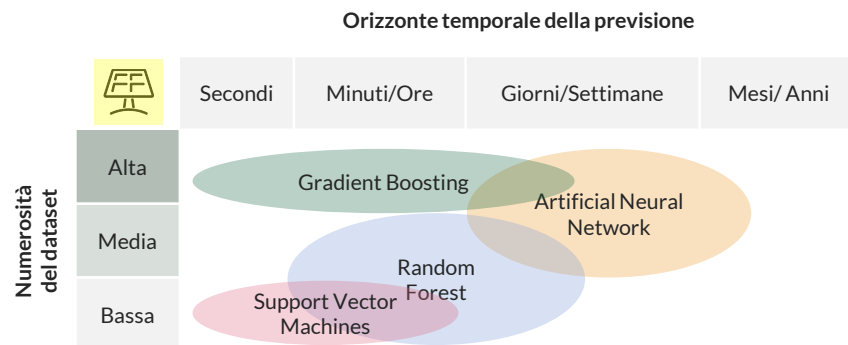 Orizzonte temporale della previsione
Secondi
Minuti/Ore
Giorni/Settimane
Mesi/ Anni
Numerosità
del dataset
Alta
Media
Bassa
Gradient Boosting
Artificial Neural
Network
Random
Forest
Support Vector
Machines